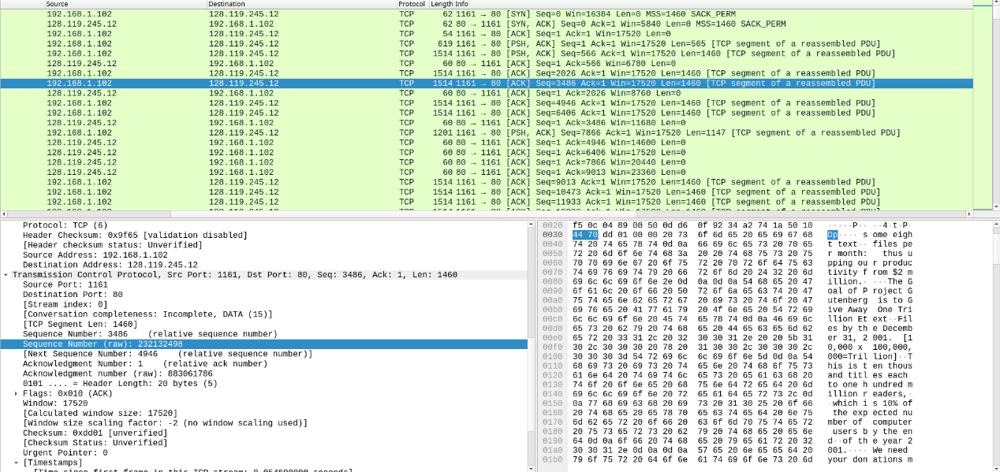 Source Destination Protocol Length Info
192.168.1.102 128.119.245.12 TCP 62 1161 → 80 [SYN] Seq=0 Win=16384 Len=0 MSS=1460 SACK_PERM
128.119.245.12 192.168.1.102 TCP 62 80 → 1161 [SYN, ACK] Seq=0 Ack=1 Win=5840 Len=0 MSS=1460 SACK_PERM
192.168.1.102 128.119.245.12 TCP 54 1161 → 80 [ACK] Seq=1 Ack=1 Win=17520 Len=0
192.168.1.102 128.119.245.12 TCP 619 1161 → 80 [PSH, ACK] Seq=1 Ack=1 Win=17520 Len=565 [TCP segment of a reassembled PDU]
192.168.1.102 128.119.245.12 TCP 1514 1161 → 80 [PSH, ACK] Seq=566 Ack=1 Win=17520 Len=1460 [TCP segment of a reassembled PDU]
128.119.245.12 192.168.1.102 TCP 60 80 → 1161 [ACK] Seq=1 Ack=566 Win=6780 Len=0
192.168.1.102 128.119.245.12 TCP 1514 1161 → 80 [ACK] Seq=2026 Ack=1 Win=17520 Len=1460 [TCP segment of a reassembled PDU]
192.168.1.102 128.119.245.12 TCP 1514 1161 → 80 [ACK] Seq=3486 Ack=1 Win=17520 Len=1460 [TCP segment of a reassembled PDU]
128.119.245.12 192.168.1.102 TCP 60 80 → 1161 [ACK] Seq=1 Ack=2026 Win=8760 Len=0
192.168.1.102 128.119.245.12 TCP 1514 1161 → 80 [ACK] Seq=4946 Ack=1 Win=17520 Len=1460 [TCP segment of a reassembled PDU]
192.168.1.102 128.119.245.12 TCP 1514 1161 → 80 [ACK] Seq=6406 Ack=1 Win=17520 Len=1460 [TCP segment of a reassembled PDU]
128.119.245.12 192.168.1.102 TCP 60 80 → 1161 [ACK] Seq=1 Ack=3486 Win=11680 Len=0
192.168.1.102 128.119.245.12 TCP 1201 1161 → 80 [PSH, ACK] Seq=7866 Ack=1 Win=17520 Len=1147 [TCP segment of a reassembled PDU]
128.119.245.12 192.168.1.102 TCP 60 80 → 1161 [ACK] Seq=1 Ack=4946 Win=14600 Len=0
128.119.245.12 192.168.1.102 TCP 60 80 → 1161 [ACK] Seq=1 Ack=6406 Win=17520 Len=0
128.119.245.12 192.168.1.102 TCP 60 80 → 1161 [ACK] Seq=1 Ack=7866 Win=20440 Len=0
128.119.245.12 192.168.1.102 TCP 60 80 → 1161 [ACK] Seq=1 Ack=9013 Win=23360 Len=0
192.168.1.102 128.119.245.12 TCP 1514 1161 → 80 [ACK] Seq=9013 Ack=1 Win=17520 Len=1460 [TCP segment of a reassembled PDU]
192.168.1.102 128.119.245.12 TCP 1514 1161 → 80 [ACK] Seq=10473 Ack=1 Win=17520 Len=1460 [TCP segment of a reassembled PDU]
192.168.1.102 128.119.245.12 TCP 1514 1161 → 80 [ACK] Seq=11933 Ack=1 Win=17520 Len=1460 [TCP segment of a reassembled PDU]
Protocol: TCP (6)
Header Checksum: 0x9f65 [validation disabled]
[Header checksum status: Unverified]
Source Address: 192.168.1.102
Destination Address: 128.119.245.12
Transmission Control Protocol, Src Port: 1161, Dst Port: 80, Seq: 3486, Ack: 1, Len: 1460
Source Port: 1161
Destination Port: 80
[Stream index: 0]
[Conversation completeness: Incomplete, DATA (15)]
[TCP Segment Len: 1460]
Sequence Number: 3486 (relative sequence number)
Sequence Number (raw): 232132498
[Next Sequence Number: 4946 (relative sequence number)]
Acknowledgment Number: 1 (relative ack number)
Acknowledgment number (raw): 883061786
0101 .... = Header Length: 20 bytes (5)
Flags: 0x010 (ACK)
Window: 17520
[Calculated window size: 17520]
[Window size scaling factor: -2 (no window scaling used)]
Checksum: 0xdd01 [unverified]
[Checksum Status: Unverified]
Urgent Pointer: 0
[Timestamps]
[Time since first frame in this TCP stream: 0.054690000 seconds]
0020 f5 0c 04 89 00 50 0d d6 0f 92 34 a2 74 1a 50 10 ·····P·· ··4·t·P·
0030 44 70 dd 01 00 00 20 73 6f 6d 65 20 65 69 67 68 Dp···· s ome eigh
0040 74 20 74 65 78 74 0d 0a 66 69 6c 65 73 20 70 65 t text·· files pe
0050 72 20 6d 6f 6e 74 68 3a 20 20 74 68 75 73 20 75 r month: thus u
0060 70 70 69 6e 67 20 6f 75 72 20 70 72 6f 64 75 63 pping ou r produc
0070 74 69 76 69 74 79 20 66 72 6f 6d 20 24 32 20 6d tivity f rom $2 m
0080 69 6c 6c 69 6f 6e 2e 0d 0a 0d 0a 54 68 65 20 47 illion.· ···The G
0090 6f 61 6c 20 6f 66 20 50 72 6f 6a 65 63 74 20 47 oal of P roject G
00a0 75 74 65 6e 62 65 72 67 20 69 73 20 74 6f 20 47 utenberg is to G
00b0 69 76 65 20 41 77 61 79 20 4f 6e 65 20 54 72 69 ive Away One Tri
00c0 6c 6c 69 6f 6e 20 45 74 65 78 74 0d 0a 46 69 6c llion Et ext··Fil
00d0 65 73 20 62 79 20 74 68 65 20 44 65 63 65 6d 62 es by th e Decemb
00e0 65 72 20 33 31 2c 20 32 30 30 31 2e 20 20 5b 31 er 31, 2 001. [1
00f0 30 2c 30 30 30 20 78 20 31 30 30 2c 30 30 30 2c 0,000 x 100,000,
0100 30 30 30 3d 54 72 69 6c 6c 69 6f 6e 5d 0d 0a 54 000=Tril lion]··T
0110 68 69 73 20 69 73 20 74 65 6e 20 74 68 6f 75 73 his is t en thous
0120 61 6e 64 20 74 69 74 6c 65 73 20 65 61 63 68 20 and titl es each
0130 74 6f 20 6f 6e 65 20 68 75 6e 64 72 65 64 20 6d to one h undred m
0140 69 6c 6c 69 6f 6e 20 72 65 61 64 65 72 73 2c 0d illion r eaders,·
0150 0a 77 68 69 63 68 20 69 73 20 31 30 25 20 6f 66 ·which i s 10% of
0160 20 74 68 65 20 65 78 70 65 63 74 65 64 20 6e 75 the exp ected nu
0170 6d 62 65 72 20 6f 66 20 63 6f 6d 70 75 74 65 72 mber of computer
0180 20 75 73 65 72 73 20 62 79 20 74 68 65 20 65 6e users b y the en
0190 64 0d 0a 6f 66 20 74 68 65 20 79 65 61 72 20 32 d··of th e year 2
01a0 30 30 31 2e 0d 0a 0d 0a 57 65 20 6e 65 65 64 20 001.···· We need
01b0 79 6f 75 72 20 64 6f 6e 61 74 69 6f 6e 73 20 6d your don ations m